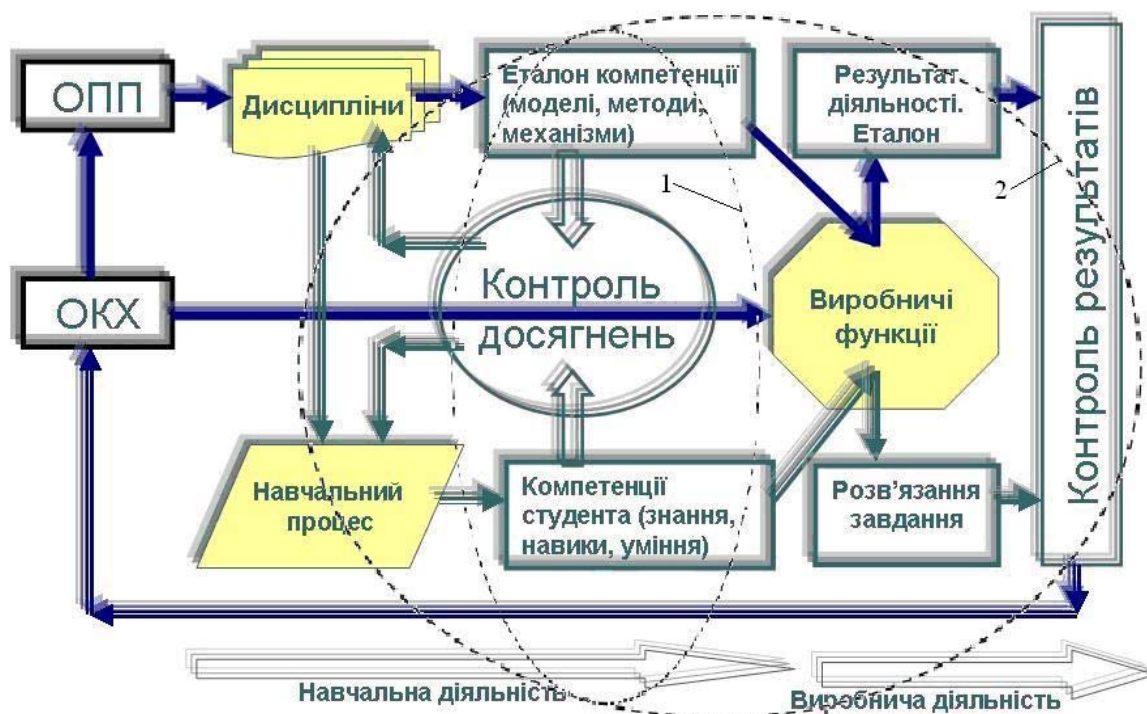 ОПП
Дисципліни
Еталон компетенції
(моделі, методи,
механізми)
Результат
діяльності.
Еталон
1
2
Контроль результатів
ОКХ
Контроль
досягнень
Виробничі
функції
Навчальний
процес
Компетенції
студента (знання,
навики, уміння)
Розв'язання
завдання
Навчальна діяльність
Виробнича діяльність